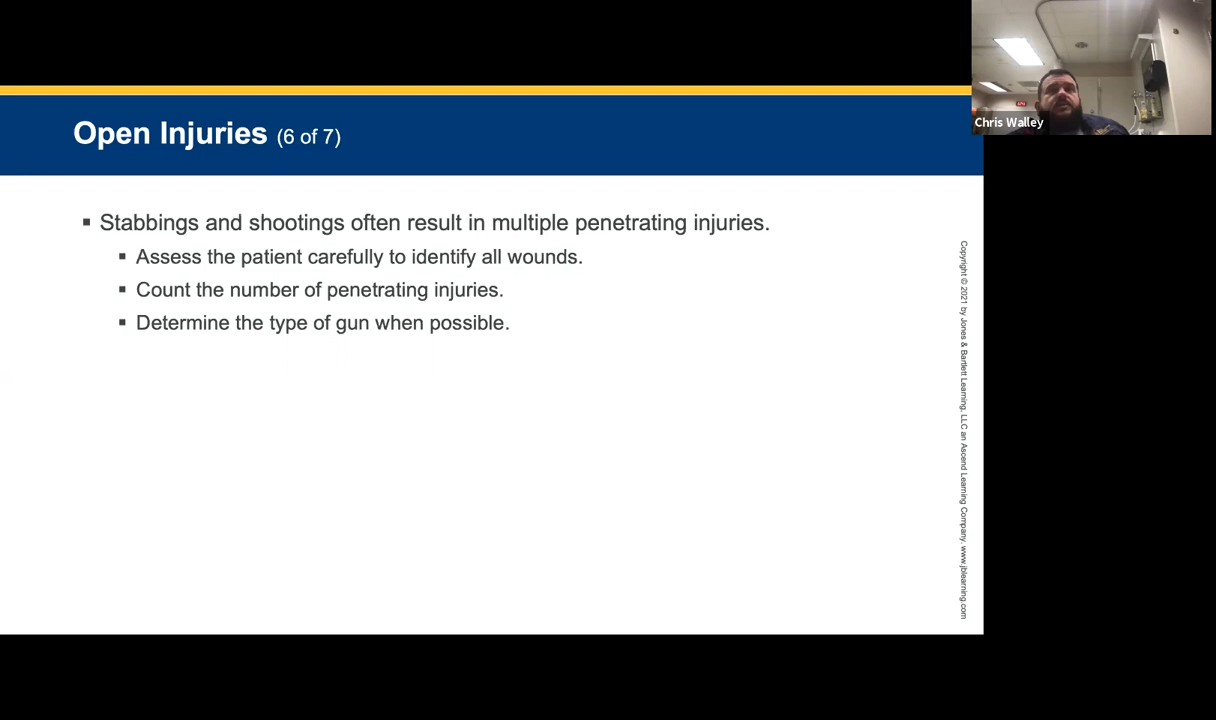 Open Injuries (6 of 7)
Chris Walley
▪ Stabbings and shootings often result in multiple penetrating injuries.
▪ Assess the patient carefully to identify all wounds.
▪ Count the number of penetrating injuries.
▪ Determine the type of gun when possible.
Copyright © 2021 by Jones & Bartlett Learning, LLC an Ascend Learning Company. www.jblearning.com